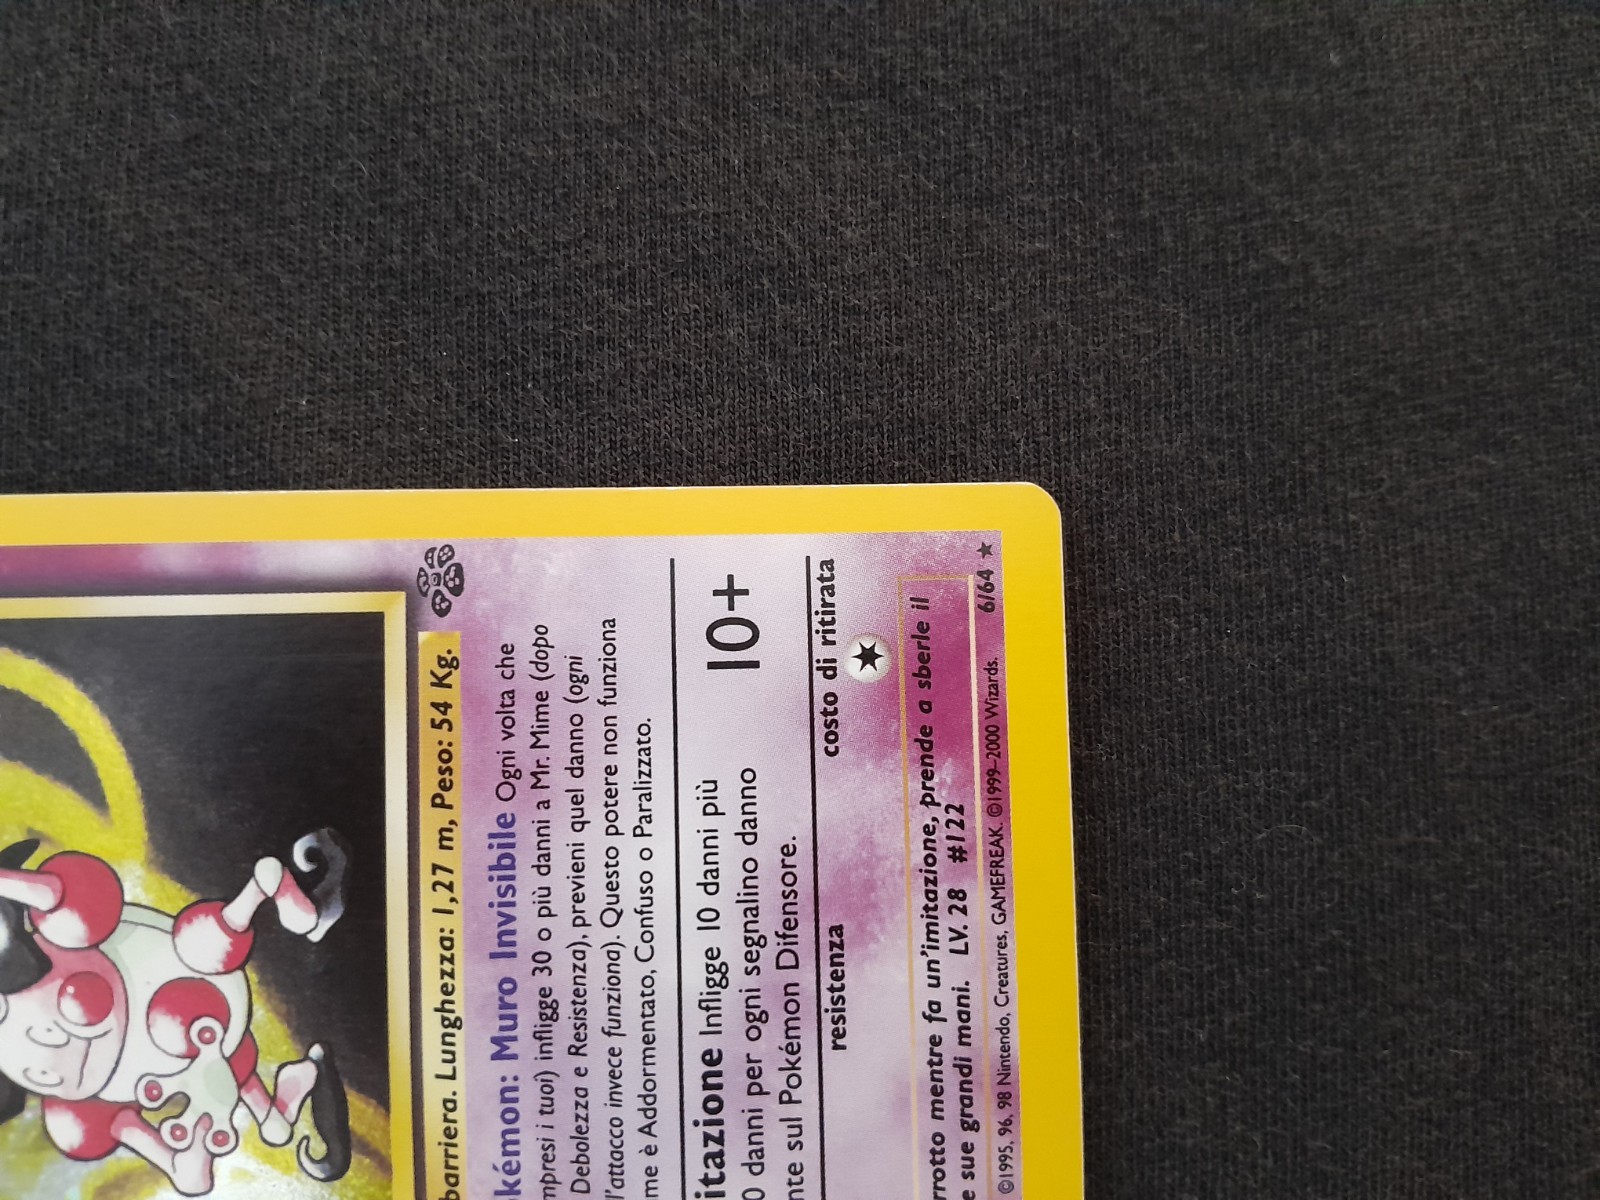 barriera. Lunghezza: 1,27 m, Peso: 54 Kg.
kémon: Muro Invisibile Ogni volta che
mpresi i tuoi) infligge 30 o più danni a Mr. Mime (dopo
Debolezza e Resistenza), previeni quel danno (ogni
l'attacco invece funziona). Questo potere non funziona
me è Addormentato, Confuso o Paralizzato.
itazione Infligge 10 danni più
0 danni per ogni segnalino danno
nte sul Pokémon Difensore.
10+
resistenza
costo di ritirata
rrotto mentre fa un'imitazione, prende a sberle il
e sue grandi mani. LV. 28 #122
©1995, 96, 98 Nintendo, Creatures, GAMEFREAK. ©1999-2000 Wizards. 6/64 ★